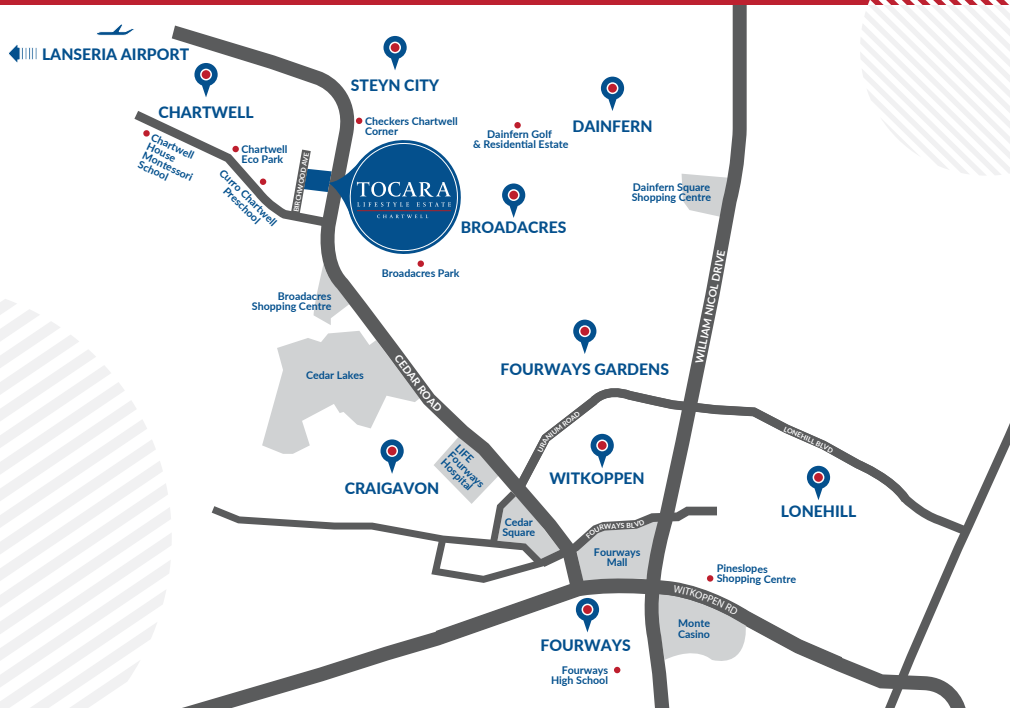 LANSERIA AIRPORT
STEYN CITY
CHARTWELL
DAINFERN
Checkers Chartwell
Corner
Dainfern Golf
& Residential Estate
Chartwell
House
Montessori
School
Chartwell
Eco Park
Curro Chartwell
Preschool
BIRCHWOOD AVE
TOCARA
LIFESTYLE ESTATE
CHARTWELL
Dainfern Square
Shopping Centre
BROADACRES
Broadacres Park
Broadacres
Shopping Centre
WILLIAM NICOL DRIVE
Cedar Lakes
CEDAR ROAD
FOURWAYS GARDENS
URANIUM ROAD
LONEHILL BLVD
LIFE
Fourways
Hospital
CRAIGAVON
WITKOPPEN
LONEHILL
Cedar
Square
FOURWAYS BLVD
Fourways
Mall
Pineslopes
Shopping Centre
WITKOPPEN RD
Monte
Casino
FOURWAYS
Fourways
High School